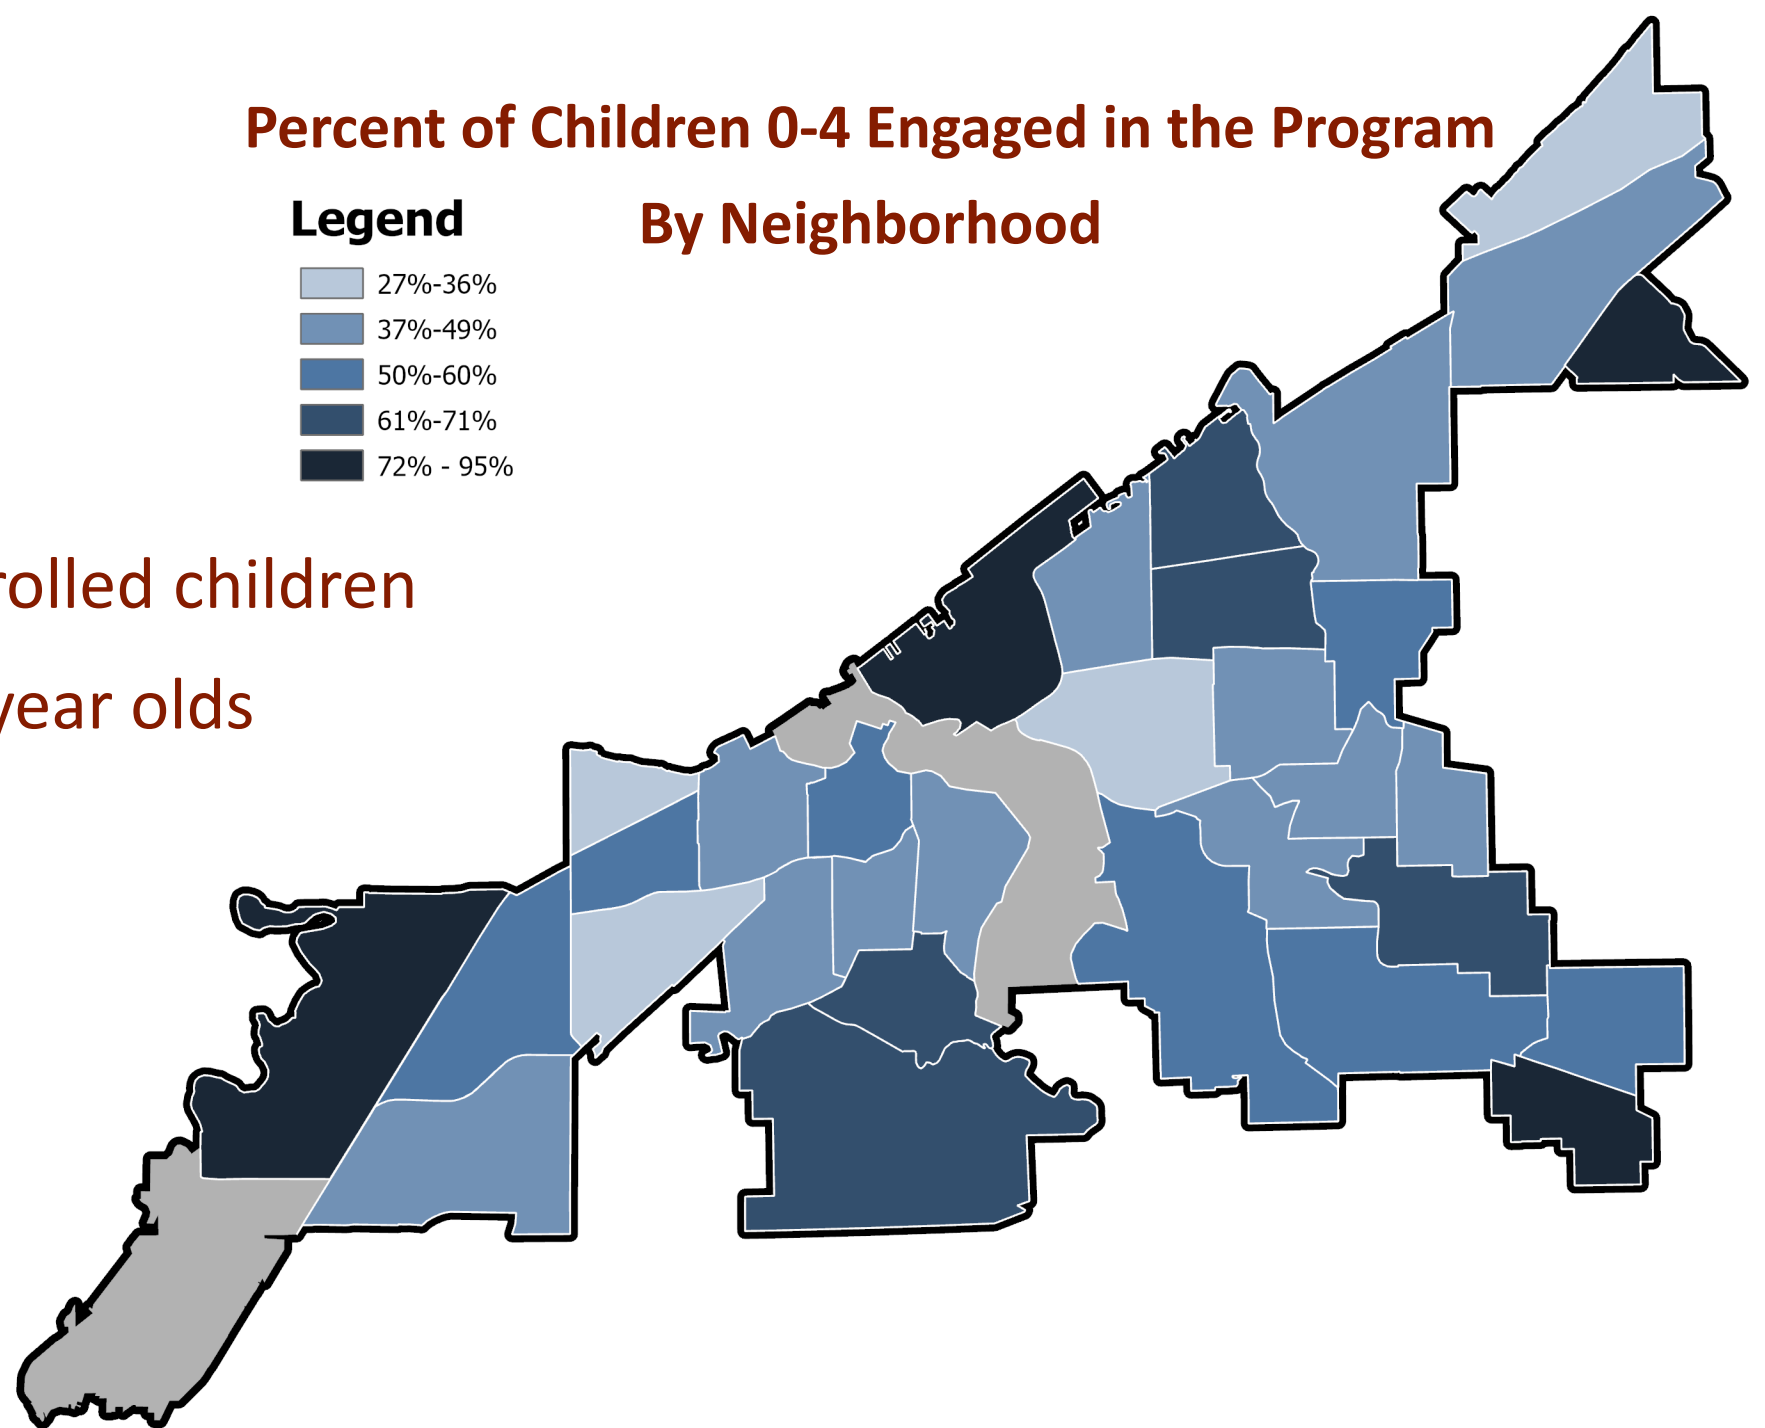 Percent of Children 0-4 Engaged in the Program
By Neighborhood
Legend
27%-36%
37%-49%
50%-60%
61%-71%
72% - 95%
rolled children
year olds